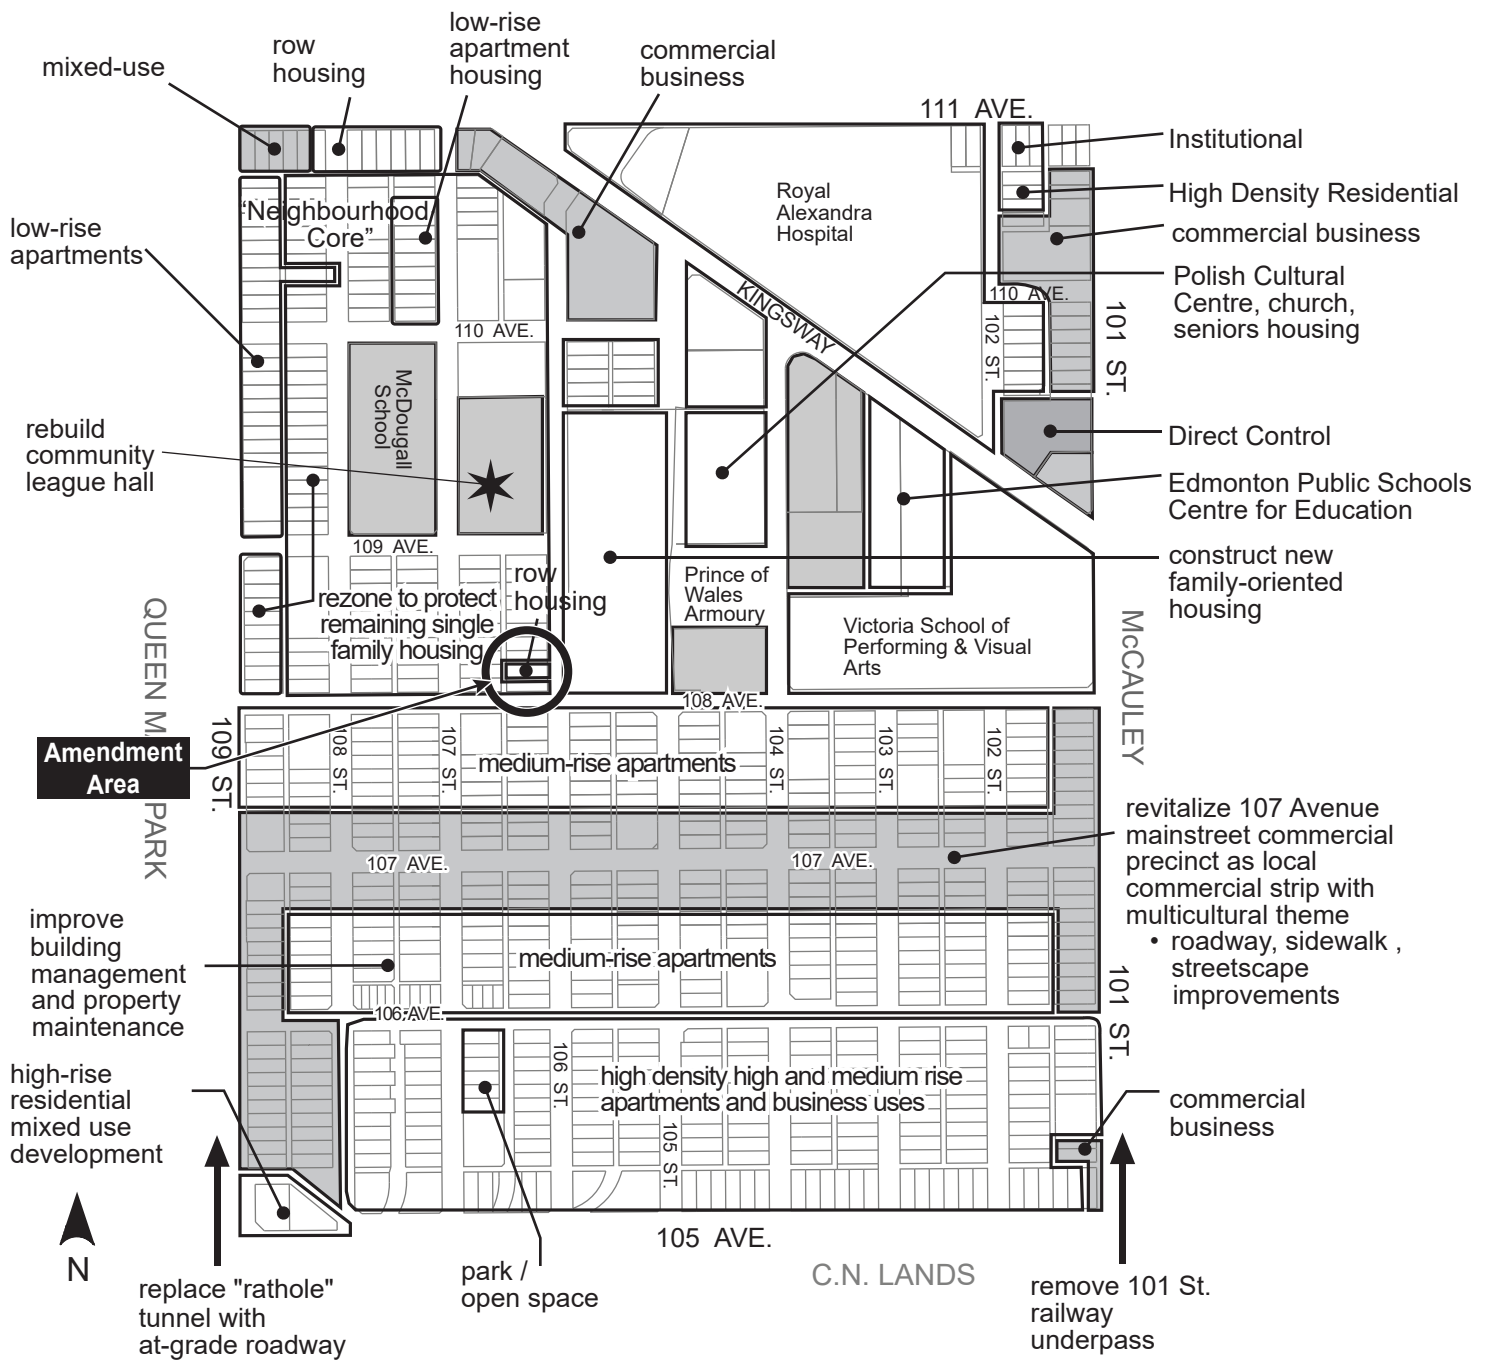 low-rise
apartment
housing
row
housing
commercial
business
mixed-use
111 AVE.
Institutional
High Density Residential
commercial business
Polish Cultural
Centre, church,
seniors housing
Royal
Alexandra
Hospital
"Neighbourhood
Core"
low-rise
apartments
KINGSWAY
110 AVE.
110 AVE.
102 ST.
101 ST.
McDougall
School
rebuild
community
league hall
Direct Control
Edmonton Public Schools
Centre for Education
109 AVE.
construct new
family-oriented
housing
row
housing
rezone to protect
remaining single
family housing
Prince of
Wales
Armoury
Victoria School of
Performing & Visual
Arts
QUEEN M
PARK
McCAULEY
108 AVE.
Amendment
Area
109 ST.
108 ST.
107 ST.
104 ST.
103 ST.
102 ST.
medium-rise apartments
revitalize 107 Avenue
mainstreet commercial
precinct as local
commercial strip with
multicultural theme
• roadway, sidewalk ,
streetscape
improvements
107 AVE.
107 AVE.
improve
building
management
and property
maintenance
medium-rise apartments
101 ST.
106 AVE.
106 ST.
105 ST.
high density high and medium rise
apartments and business uses
high-rise
residential
mixed use
development
commercial
business
N
105 AVE.
C.N. LANDS
replace "rathole"
tunnel with
at-grade roadway
park /
open space
remove 101 St.
railway
underpass